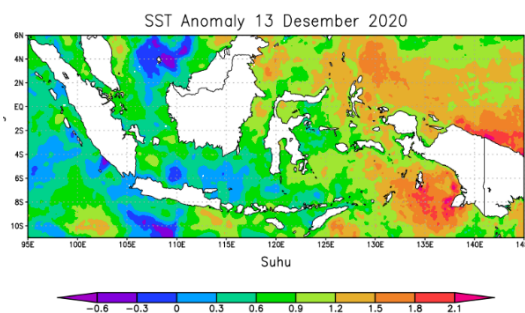 SST Anomaly 13 Desember 2020
6N
4N
2N
EQ
2S
4S
6S
8S
10S
95E 100E 105E 110E 115E 120E 125E 130E 135E 140E 14
Suhu
-0.6 -0.3 0 0.3 0.6 0.9 1.2 1.5 1.8 2.1